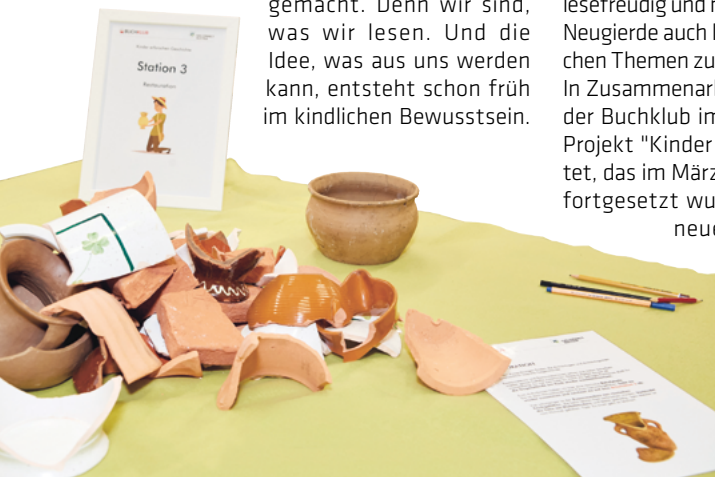 gemacht. Denn wir sind,
was wir lesen. Und die
Idee, was aus uns werden
kann, entsteht schon früh
im kindlichen Bewusstsein.
lesefreudig und
Neugierde auch
chen Themen zu
In Zusammenar
der Buchklub im
Projekt "Kinder
tet, das im März
fortgesetzt wu
neue
Station 3
Restauration